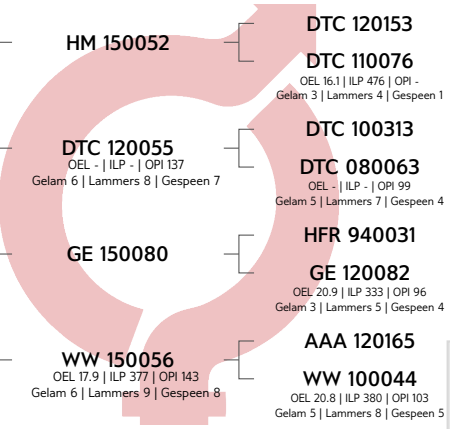 HM 150052
DTC 120153
DTC 110076
OEL 16.1 | ILP 476 | OPI -
Gelam 3 | Lammers 4 | Gespeen 1
DTC 120055
OEL - | ILP - | OPI 137
Gelam 6 | Lammers 8 | Gespeen 7
DTC 100313
DTC 080063
OEL - | ILP - | OPI 99
Gelam 5 | Lammers 7 | Gespeen 4
GE 150080
HFR 940031
GE 120082
OEL 20.9 | ILP 333 | OPI 96
Gelam 3 | Lammers 5 | Gespeen 4
WW 150056
OEL 17.9 | ILP 377 | OPI 143
Gelam 6 | Lammers 9 | Gespeen 8
AAA 120165
WW 100044
OEL 20.8 | ILP 380 | OPI 103
Gelam 5 | Lammers 8 | Gespeen 5